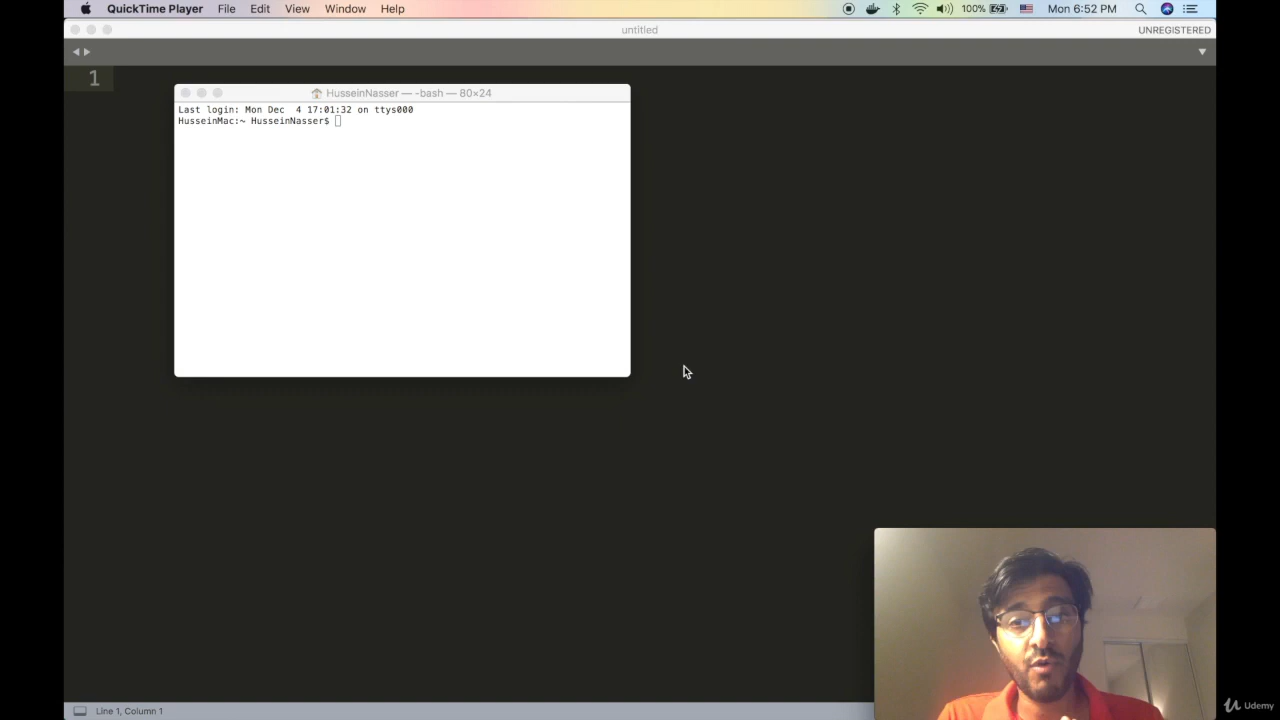 QuickTime Player File Edit View Window Help 100% Mon 6:52 PM
untitled UNREGISTERED
1
HusseinNasser — -bash — 80×24
Last login: Mon Dec  4 17:01:32 on ttys000
HusseinMac:~ HusseinNasser$
Line 1, Column 1
Udemy